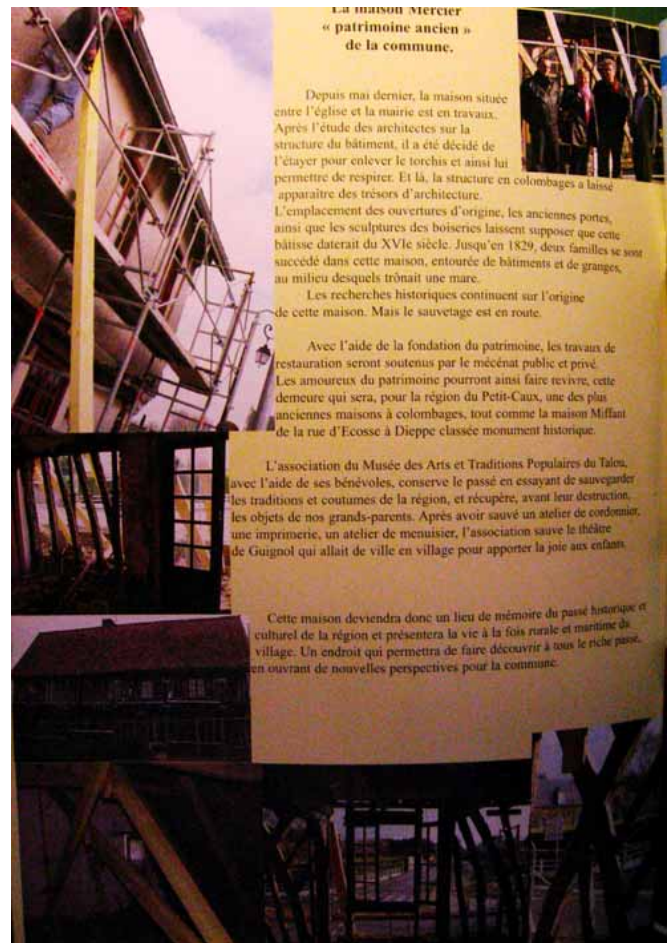 La maison Mercier
« patrimoine ancien »
de la commune.
Depuis mai dernier, la maison située
entre l'église et la mairie est en travaux.
Après l'étude des architectes sur la
structure du bâtiment, il a été décidé de
l'étayer pour enlever le torchis et ainsi lui
permettre de respirer. Et là, la structure en colombages a laissé
apparaître des trésors d'architecture.
L'emplacement des ouvertures d'origine, les anciennes portes,
ainsi que les sculptures des boiseries laissent supposer que cette
bâtisse daterait du XVIe siècle. Jusqu'en 1829, deux familles se sont
succédé dans cette maison, entourée de bâtiments et de granges,
au milieu desquels trônait une mare.
Les recherches historiques continuent sur l'origine
de cette maison. Mais le sauvetage est en route.
Avec l'aide de la fondation du patrimoine, les travaux de
restauration seront soutenus par le mécénat public et privé.
Les amoureux du patrimoine pourront ainsi faire revivre, cette
demeure qui sera, pour la région du Petit-Caux, une des plus
anciennes maisons à colombages, tout comme la maison Miffant
de la rue d'Ecosse à Dieppe classée monument historique.
L'association du Musée des Arts et Traditions Populaires du Talou,
avec l'aide de ses bénévoles, conserve le passé en essayant de sauvegarder
les traditions et coutumes de la région, et récupère, avant leur destruction,
les objets de nos grands-parents. Après avoir sauvé un atelier de cordonnier,
une imprimerie, un atelier de menuisier, l'association sauve le théâtre
de Guignol qui allait de ville en village pour apporter la joie aux enfants.
Cette maison deviendra donc un lieu de mémoire du passé historique et
culturel de la région et présentera la vie à la fois rurale et maritime du
village. Un endroit qui permettra de faire découvrir à tous le riche passé,
en ouvrant de nouvelles perspectives pour la commune.